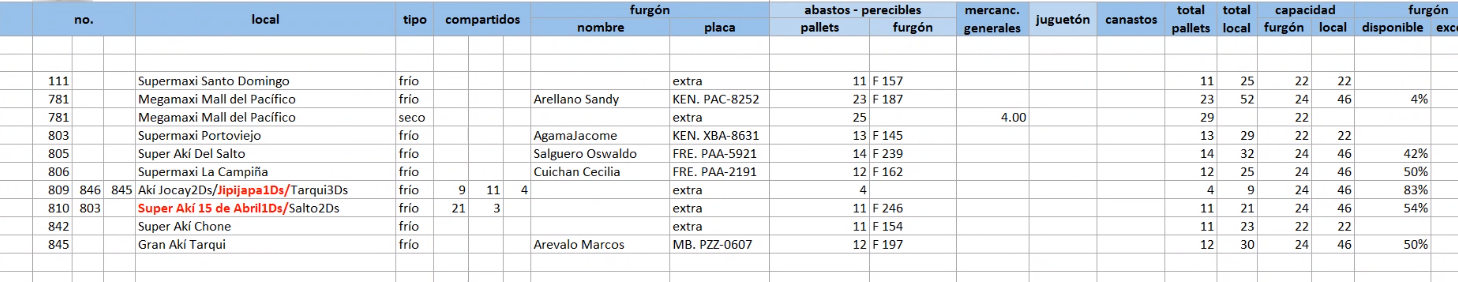 furgón abastos - perecibles mercanc. total total capacidad furgón
no. local tipo compartidos nombre placa pallets furgón generales juguetón canastos pallets local furgón local disponible exc
111 Supermaxi Santo Domingo frío extra 11 F 157 11 25 22 22
781 Megamaxi Mall del Pacífico frío Arellano Sandy KEN. PAC-8252 23 F 187 23 52 24 46 4%
781 Megamaxi Mall del Pacífico seco extra 25 4.00 29 22
803 Supermaxi Portoviejo frío AgamaJacome KEN. XBA-8631 13 F 145 13 29 22 22
805 Super Akí Del Salto frío Salguero Oswaldo FRE. PAA-5921 14 F 239 14 32 24 46 42%
806 Supermaxi La Campiña frío Cuichan Cecilia FRE. PAA-2191 12 F 162 12 25 24 46 50%
809 846 845 Akí Jocay2Ds/Jipijapa1Ds/Tarqui3Ds frío 9 11 4 extra 4 4 9 24 46 83%
810 803 Super Akí 15 de Abril1Ds/Salto2Ds frío 21 3 extra 11 F 246 11 21 24 46 54%
842 Super Akí Chone frío extra 11 F 154 11 23 22 22
845 Gran Akí Tarqui frío Arevalo Marcos MB. PZZ-0607 12 F 197 12 30 24 46 50%